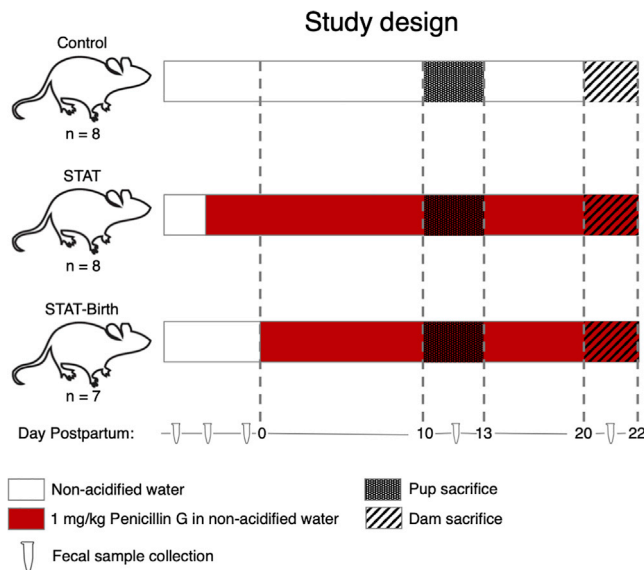 Study design
Control
n = 8
STAT
n = 8
STAT-Birth
n = 7
Day Postpartum: 0 10 13 20 22
Non-acidified water
Pup sacrifice
1 mg/kg Penicillin G in non-acidified water
Dam sacrifice
Fecal sample collection